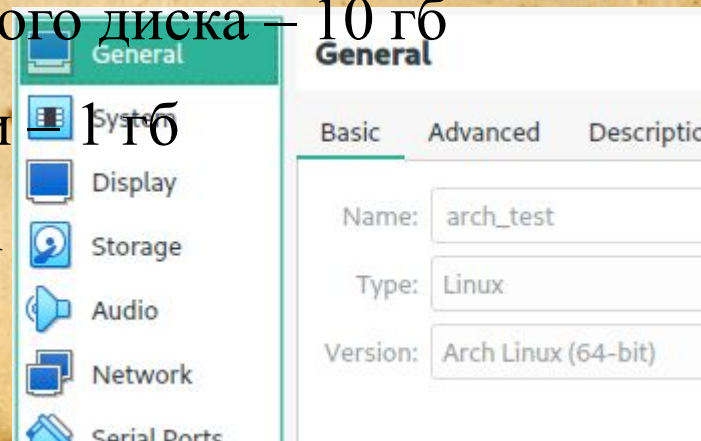 ого диска – 10 гб
General
General
System
и – 1 гб
Basic Advanced Descriptio
Display
Name: arch_test
Storage
Type: Linux
Audio
Version: Arch Linux (64-bit)
Network
Serial Ports